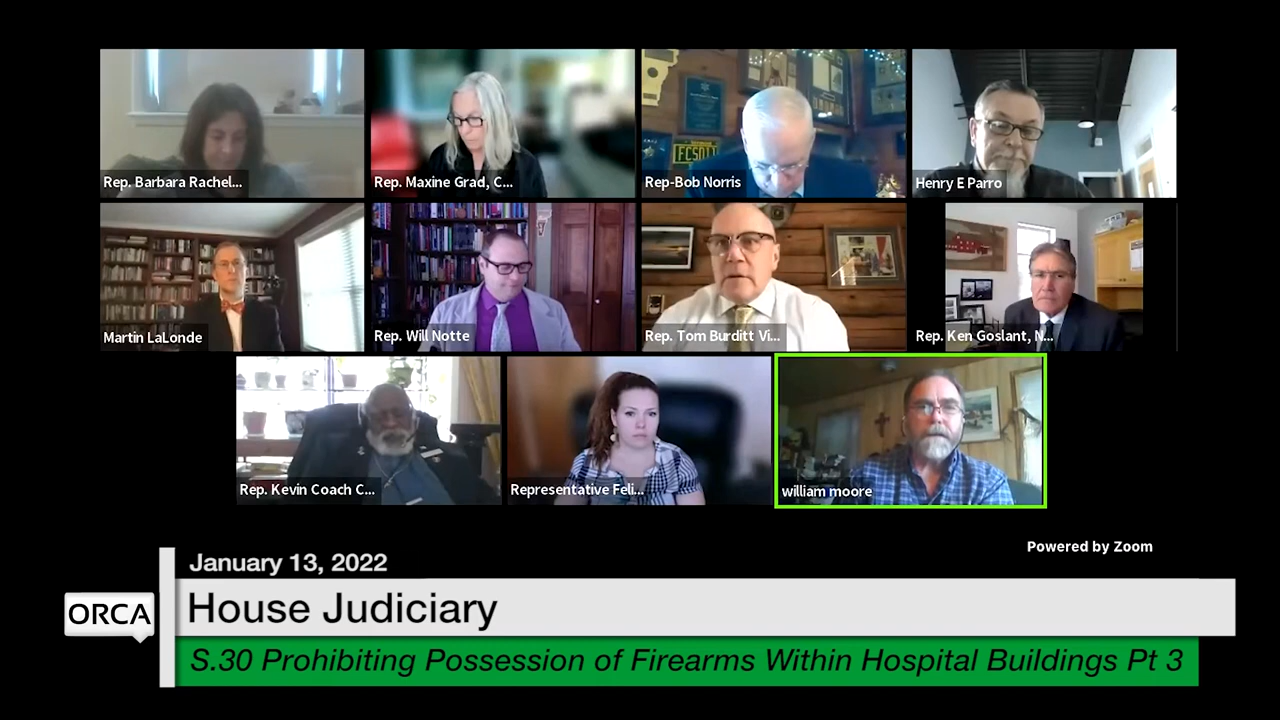 Rep. Barbara Rachel...
Rep. Maxine Grad, C...
Rep-Bob Norris
FCSO11
Henry E Parro
Martin LaLonde
Rep. Will Notte
Rep. Tom Burditt Vi...
Rep. Ken Goslant, N...
Rep. Kevin Coach C...
Representative Feli...
william moore
Powered by Zoom
January 13, 2022
ORCA
House Judiciary
S.30 Prohibiting Possession of Firearms Within Hospital Buildings Pt 3